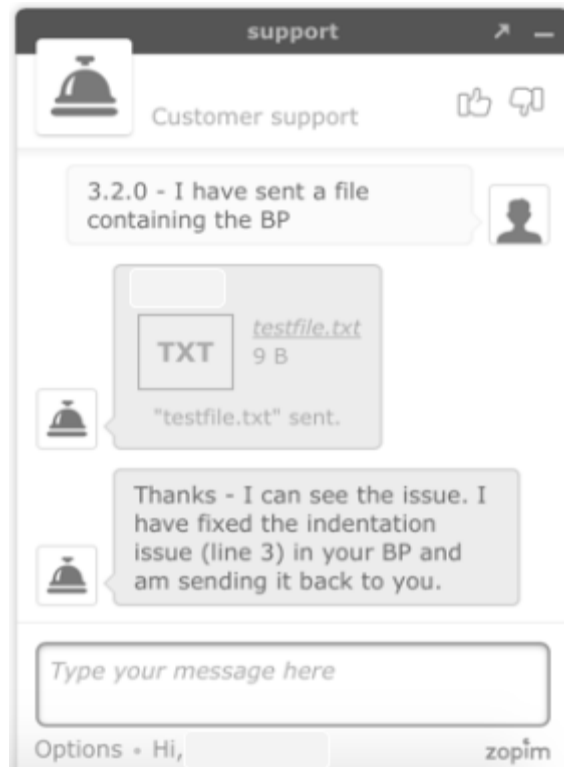 support
Customer support
3.2.0 - I have sent a file
containing the BP
TXT
testfile.txt
9 B
"testfile.txt" sent.
Thanks - I can see the issue. I
have fixed the indentation
issue (line 3) in your BP and
am sending it back to you.
Type your message here
Options • Hi,
zopim